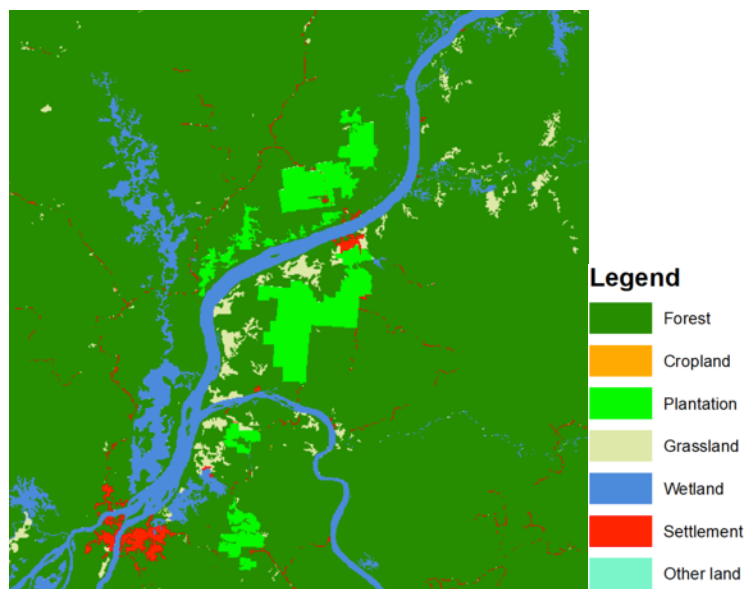 Legend
Forest
Cropland
Plantation
Grassland
Wetland
Settlement
Other land